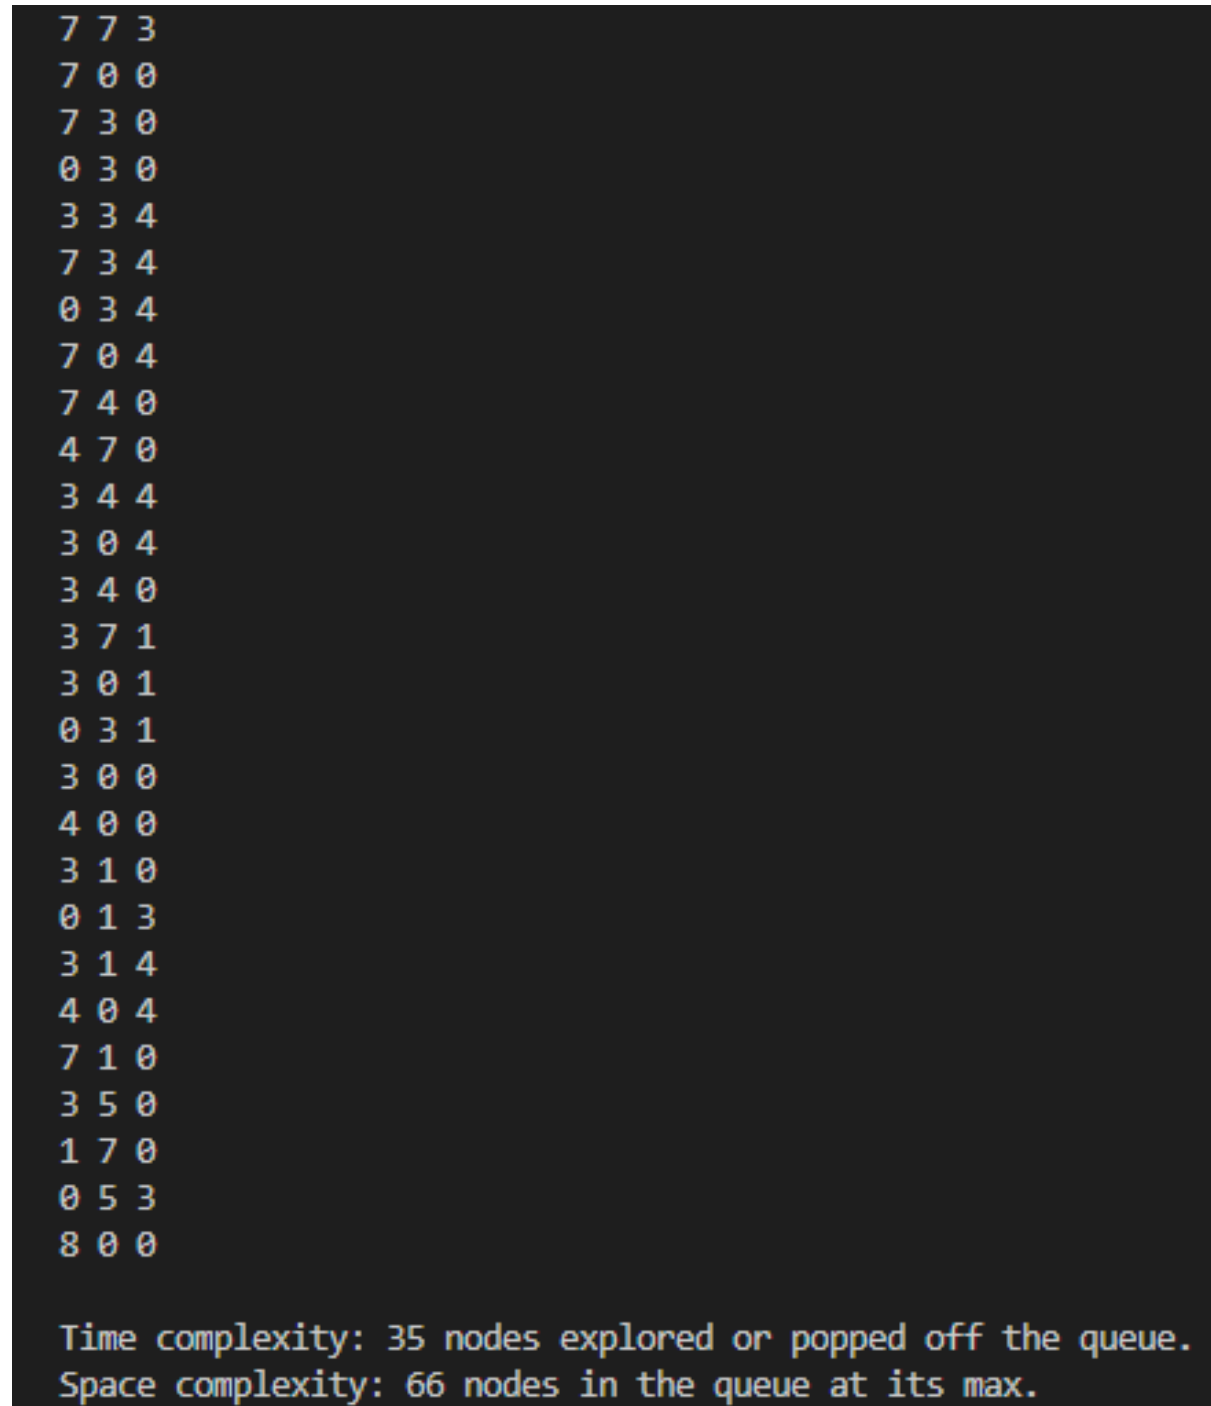 7 7 3
7 0 0
7 3 0
0 3 0
3 3 4
7 3 4
0 3 4
7 0 4
7 4 0
4 7 0
3 4 4
3 0 4
3 4 0
3 7 1
3 0 1
0 3 1
3 0 0
4 0 0
3 1 0
0 1 3
3 1 4
4 0 4
7 1 0
3 5 0
1 7 0
0 5 3
8 0 0
Time complexity: 35 nodes explored or popped off the queue.
Space complexity: 66 nodes in the queue at its max.